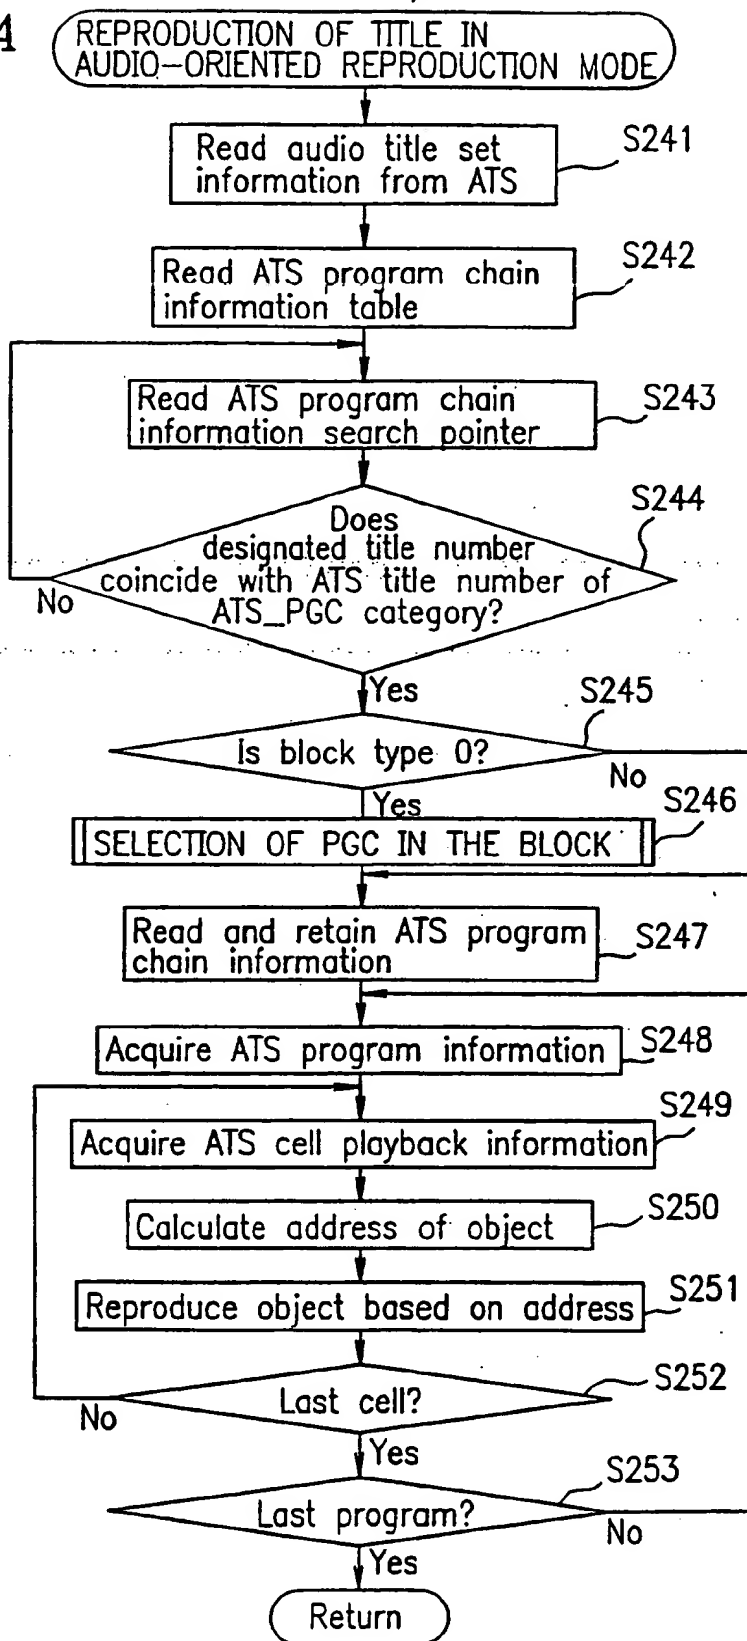 4
REPRODUCTION OF TITLE IN
AUDIO-ORIENTED REPRODUCTION MODE
Read audio title set
information from ATS
S241
Read ATS program chain
information table
S242
Read ATS program chain
information search pointer
S243
Does
designated title number
coincide with ATS title number of
ATS_PGC category?
S244
No
Yes
Is block type 0?
S245
No
Yes
SELECTION OF PGC IN THE BLOCK
S246
Read and retain ATS program
chain information
S247
Acquire ATS program information
S248
Acquire ATS cell playback information
S249
Calculate address of object
S250
Reproduce object based on address
S251
Last cell?
S252
No
Yes
Last program?
S253
No
Yes
Return